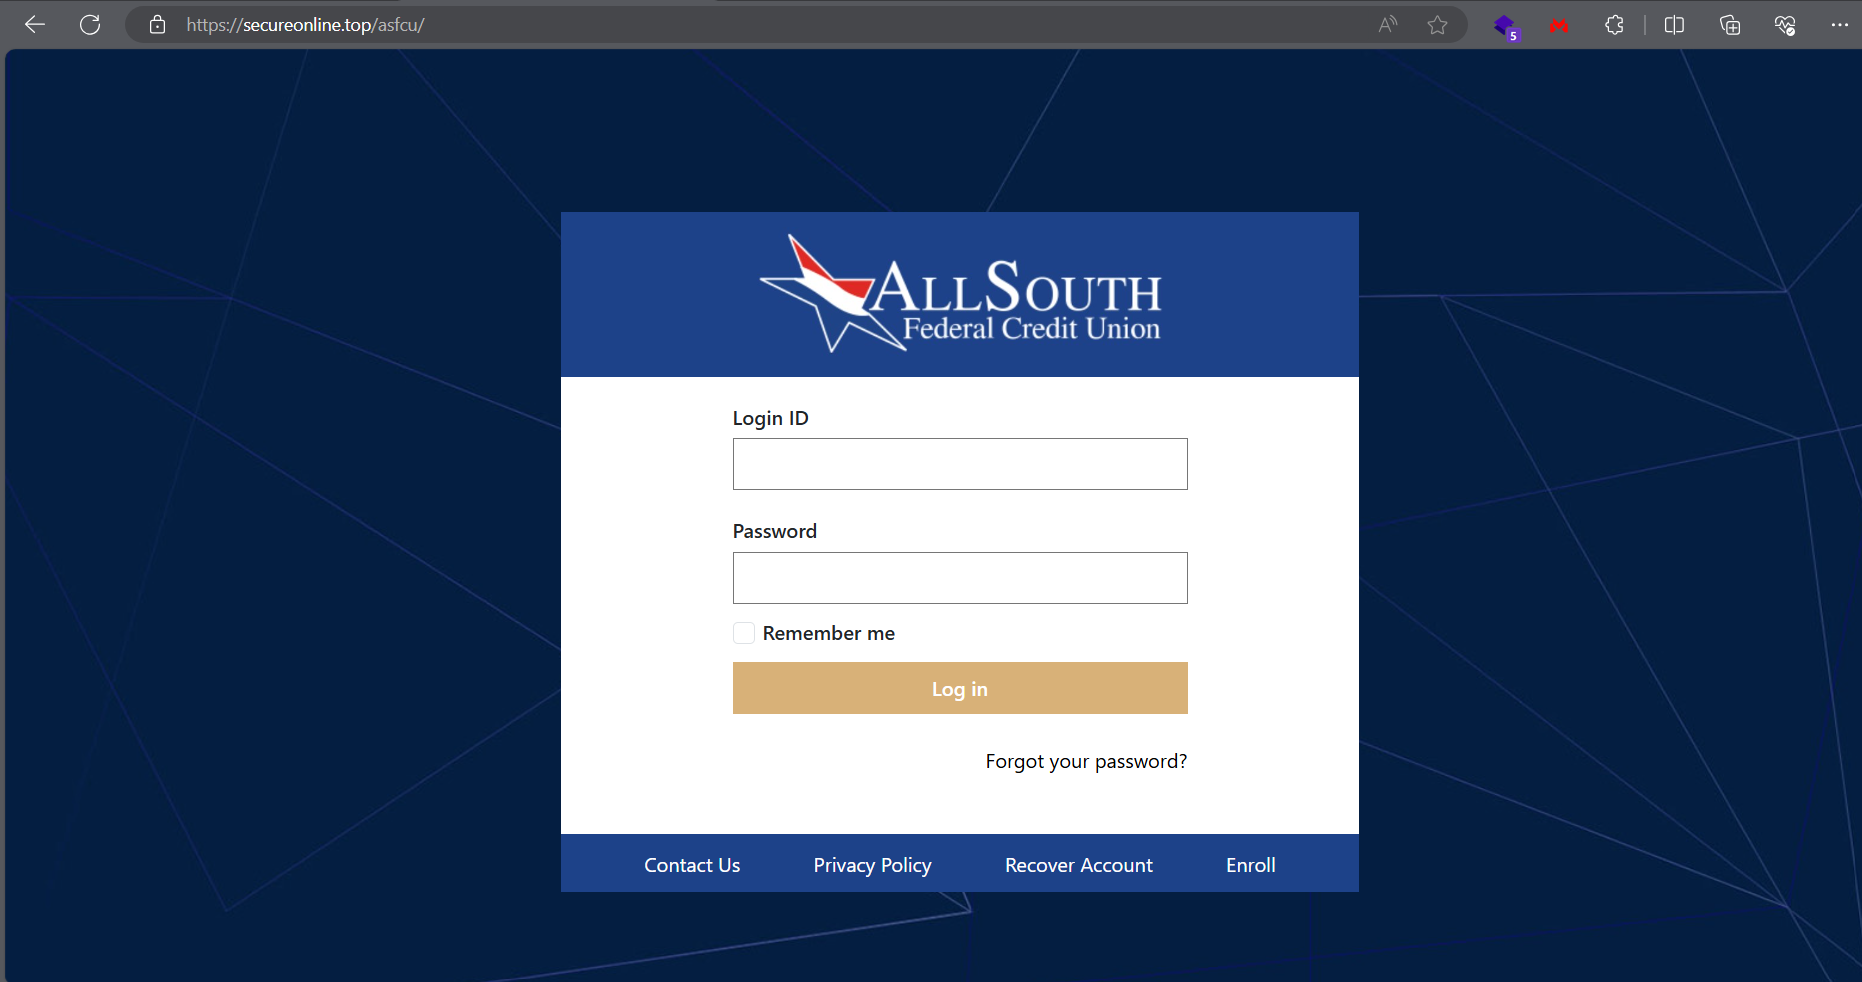 https://secureonline.top/asfcu/
A
5
ALLSOUTH
Federal Credit Union
Login ID
Password
Remember me
Log in
Forgot your password?
Contact Us Privacy Policy Recover Account Enroll